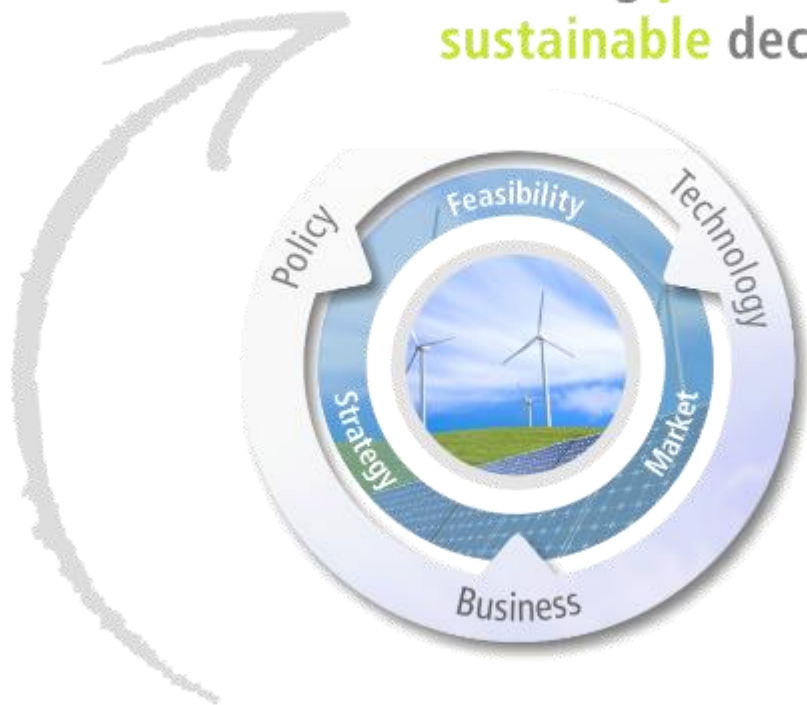 sustainable
Policy
Technology
Feasibility
Strategy
Market
Business